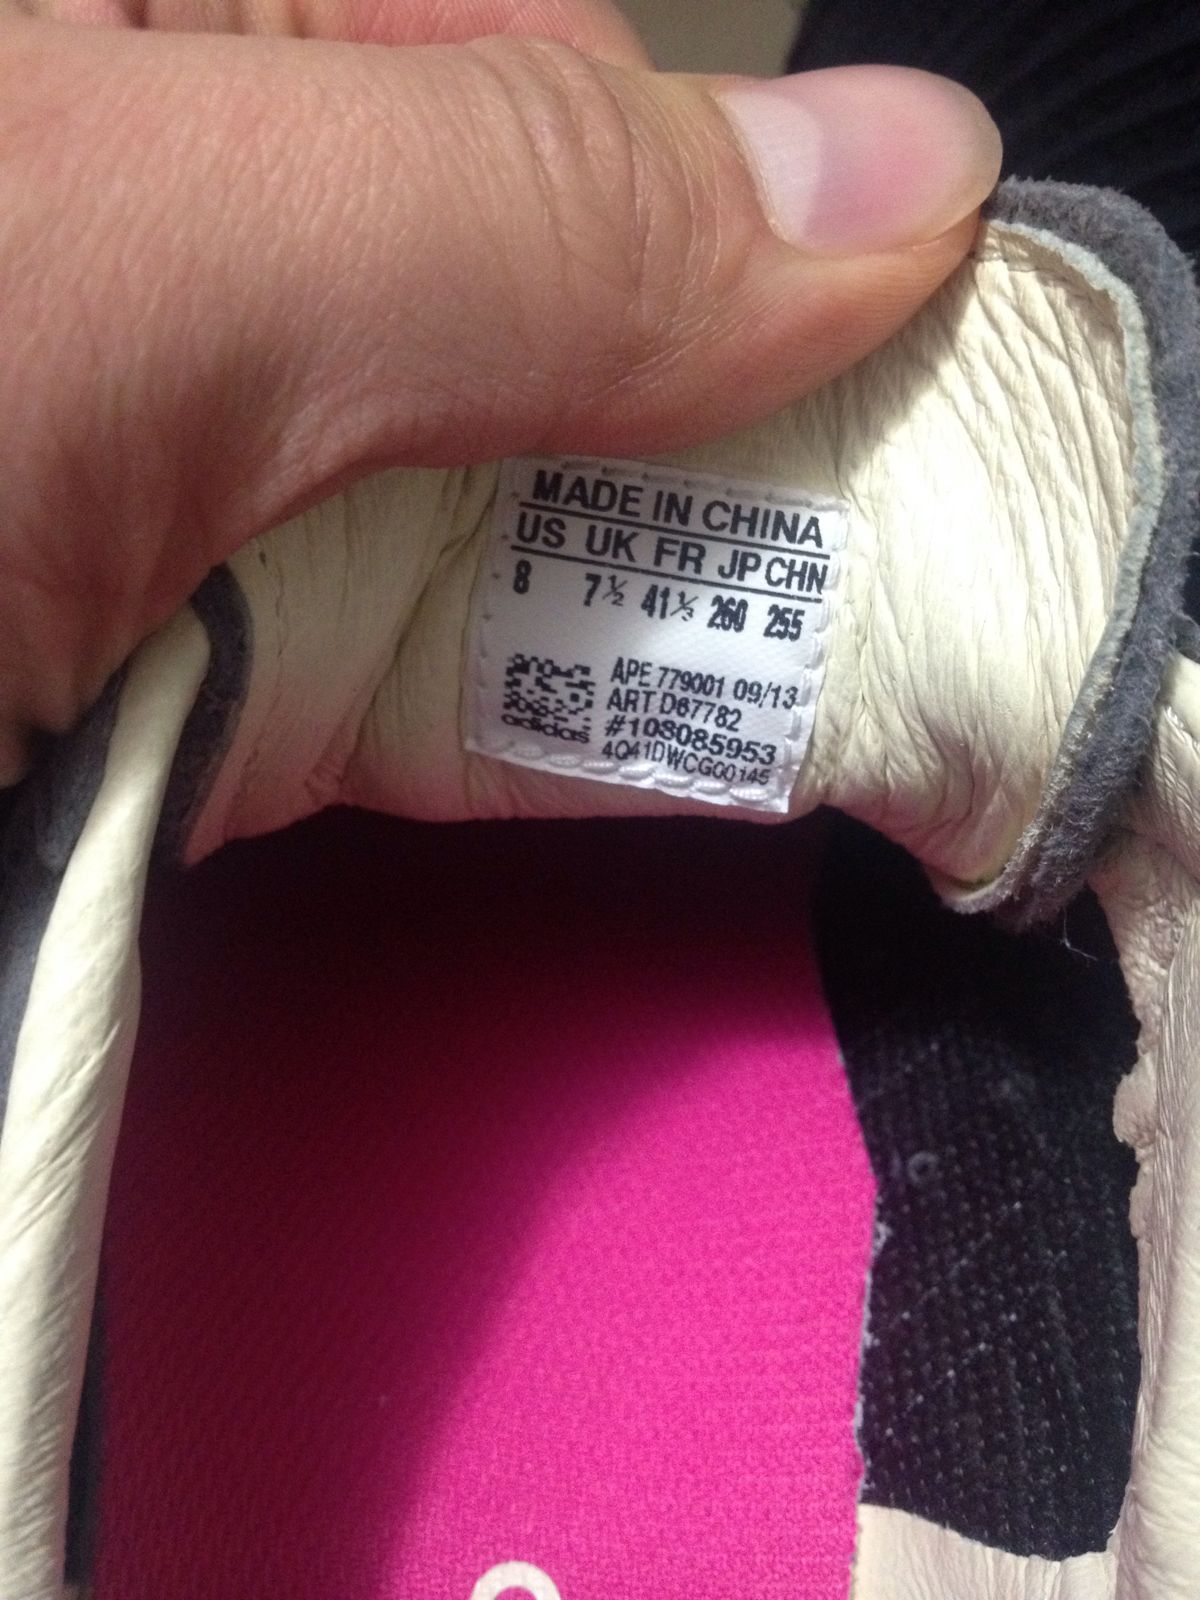 MADE IN CHINA
US UK FR JP CHN
8 7½ 41⅓ 260 255
APE 779001 09/13
ART D67782
#108085953
4Q41DWCG00145
adidas